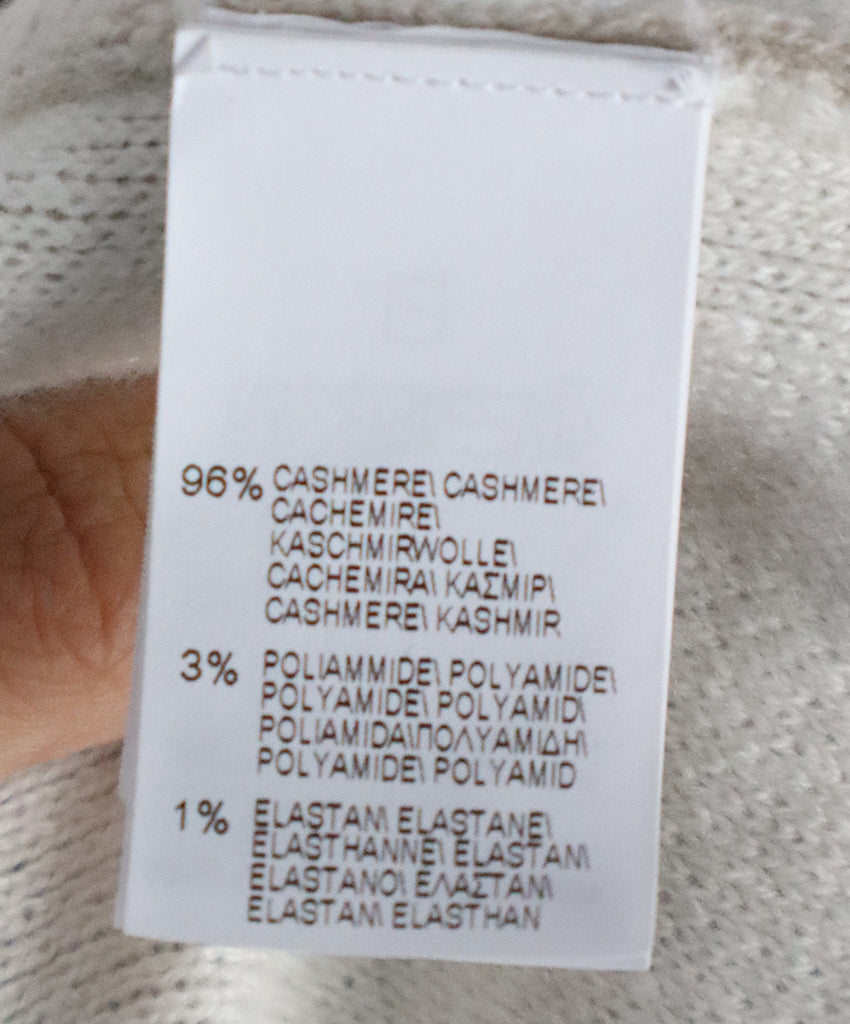 96% CASHMERE\ CASHMERE\
CACHEMIRE\
KASCHMIRWOLLE\
CACHEMIRA\ ΚΑΣΜΙΡ\
CASHMERE\ KASHMIR
3% POLIAMMIDE\ POLYAMIDE\
POLYAMIDE\ POLYAMID\
POLIAMIDA\ΠΟΛΥΑΜΙΔΗ\
POLYAMIDE\ POLYAMID
1% ELASTAN\ ELASTANE\
ELASTHANNE\ ELASTAN\
ELASTANO\ ΕΛΑΣΤΑΝ\
ELASTAN\ ELASTHAN